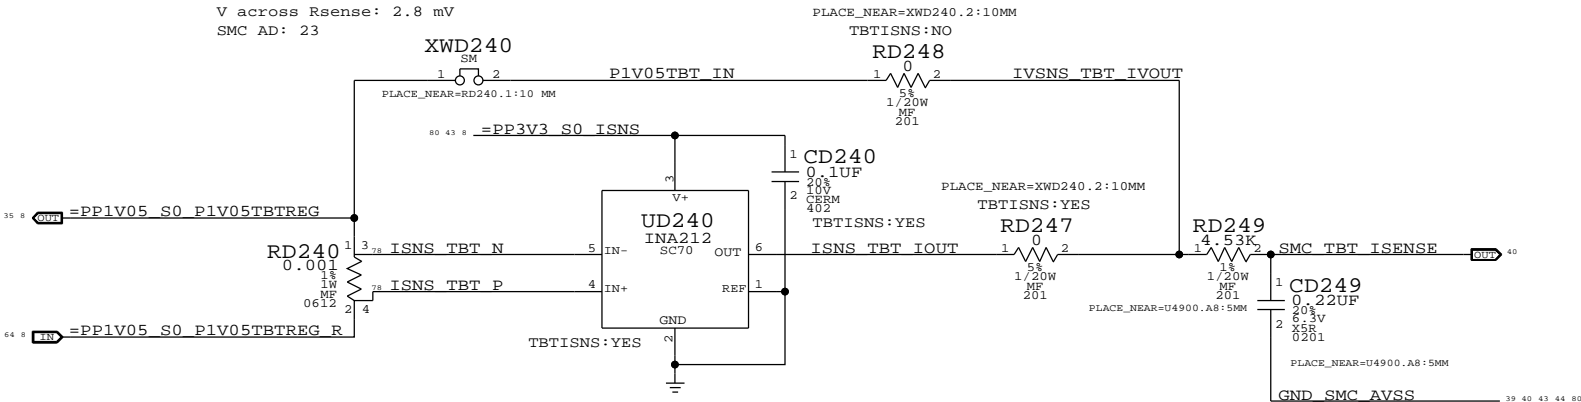 V across Rsense: 2.8 mV
SMC AD: 23
PLACE_NEAR=XWD240.2:10MM
TBTISNS:NO
XWD240
SM
1 2
PLACE_NEAR=RD240.1:10 MM
P1V05TBT_IN
RD248
0
1 2
5%
1/20W
MF
201
IVSNS_TBT_IVOUT
80 43 8 =PP3V3_S0_ISNS
1
CD240
0.1UF
20%
10V
CERM
402
2
TBTISNS:YES
35 8 OUT =PP1V05_S0_P1V05TBTREG
3
V+
UD240
INA212
SC70
5 IN-
4 IN+
OUT 6
REF 1
GND
2
TBTISNS:YES
RD240
0.001
1%
1W
MF
0612
1 3
2 4
78 ISNS_TBT_N
78 ISNS_TBT_P
64 8 IN =PP1V05_S0_P1V05TBTREG_R
ISNS_TBT_IOUT
PLACE_NEAR=XWD240.2:10MM
TBTISNS:YES
RD247
0
1 2
5%
1/20W
MF
201
RD249
4.53K
1 2
1%
1/20W
MF
201
PLACE_NEAR=U4900.A8:5MM
SMC_TBT_ISENSE OUT 40
1
CD249
0.22UF
20%
6.3V
X5R
0201
2
PLACE_NEAR=U4900.A8:5MM
GND_SMC_AVSS 39 40 43 44 80